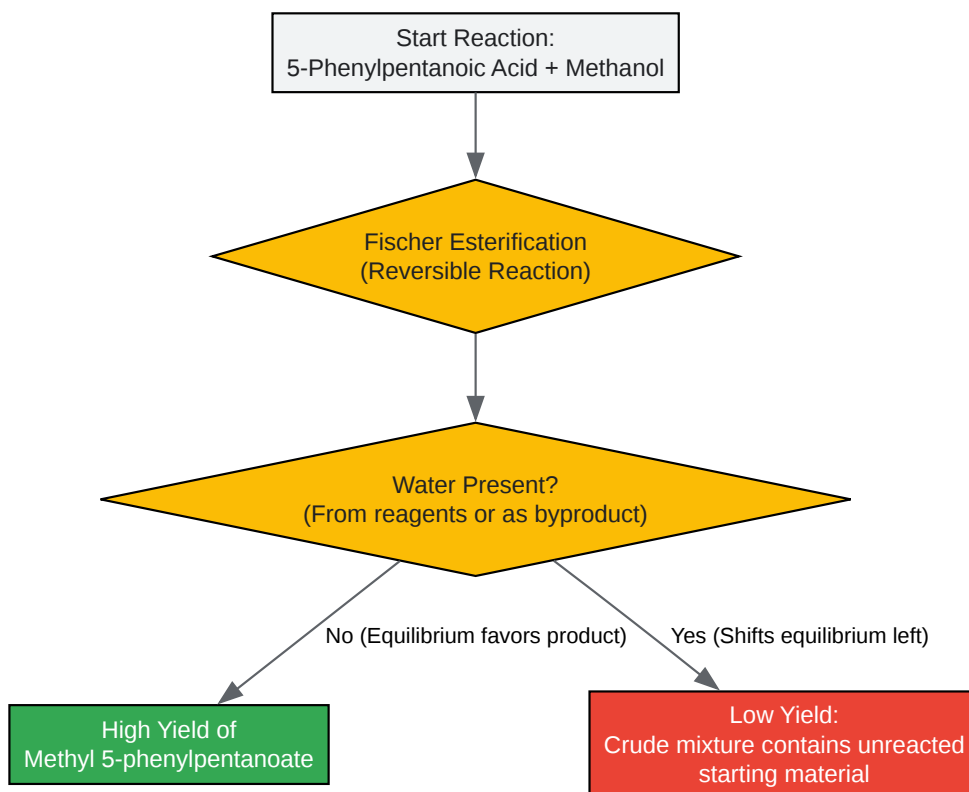 Start Reaction:
5-Phenylpentanoic Acid + Methanol
Fischer Esterification
(Reversible Reaction)
Water Present?
(From reagents or as byproduct)
No (Equilibrium favors product)
Yes (Shifts equilibrium left)
High Yield of
Methyl 5-phenylpentanoate
Low Yield:
Crude mixture contains unreacted
starting material